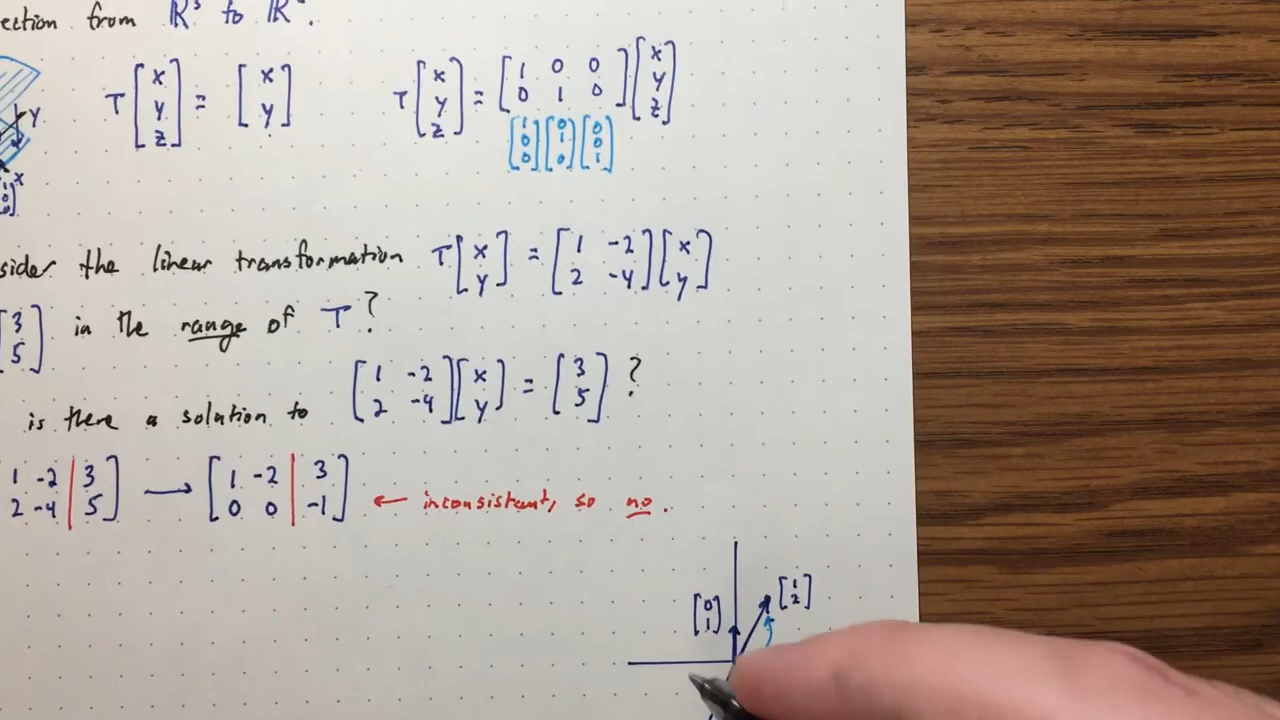 ection from ℝ³ to ℝ².
T[x; y; z] = [x; y]   T[x; y; z] = [1 0 0; 0 1 0][x; y; z]
[1; 0; 0][0; 1; 0][0; 0; 1]
Y
x
[1; 0; 0]
sider the linear transformation T[x; y] = [1 -2; 2 -4][x; y]
[3; 5] in the range of T?
is there a solution to [1 -2; 2 -4][x; y] = [3; 5]?
1 -2 | 3; 2 -4 | 5] → [1 -2 | 3; 0 0 | -1] ← inconsistent, so no.
[0; 1] [1; 2]